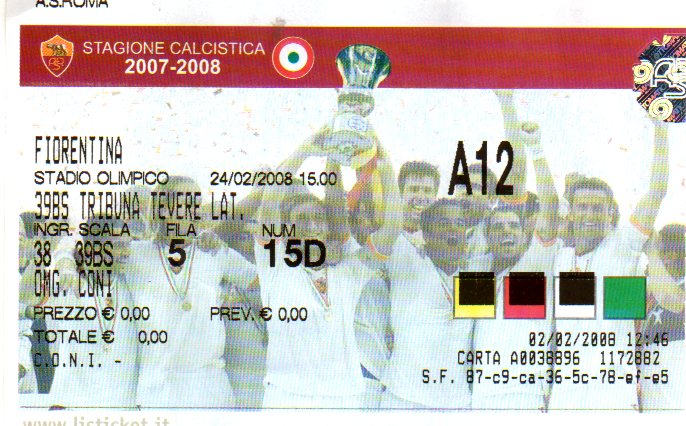 A.S.ROMA
STAGIONE CALCISTICA
2007-2008
FIORENTINA
STADIO OLIMPICO 24/02/2008 15.00
A12
39BS TRIBUNA TEVERE LAT.
INGR. SCALA FILA NUM
38 39BS 5 15D
OMG. CONI
PREZZO € 0,00 PREV. € 0,00
TOTALE € 0,00
C.O.N.I. -
02/02/2008 12:46
CARTA A0038896 1172882
S.F. 87-c9-ca-36-5c-78-ef-e5
www.listicket.it